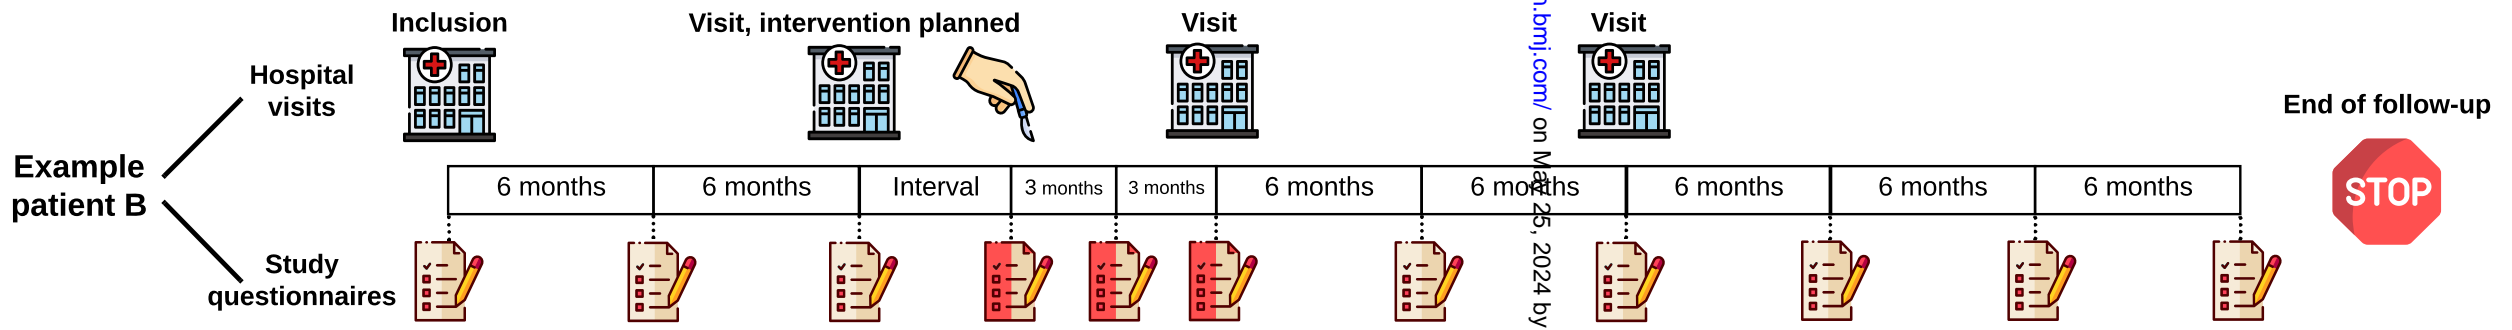 Inclusion
Visit, intervention planned
Visit
Visit
Hospital
visits
End of follow-up
Example
patient B
6 months
6 months
Interval
3 months
3 months
6 months
6 months
6 months
6 months
6 months
STOP
Study
questionnaires
n.bmj.com/ on May 25, 2024 by